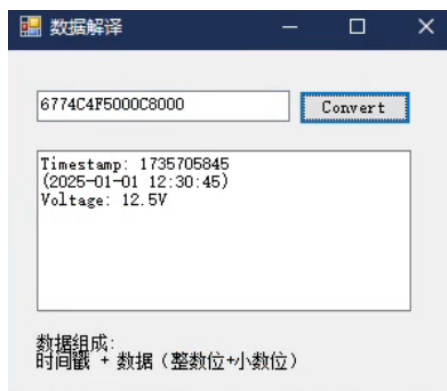 数据解译
6774C4F5000C8000
Convert
Timestamp: 1735705845
(2025-01-01 12:30:45)
Voltage: 12.5V
数据组成:
时间戳 + 数据（整数位+小数位）